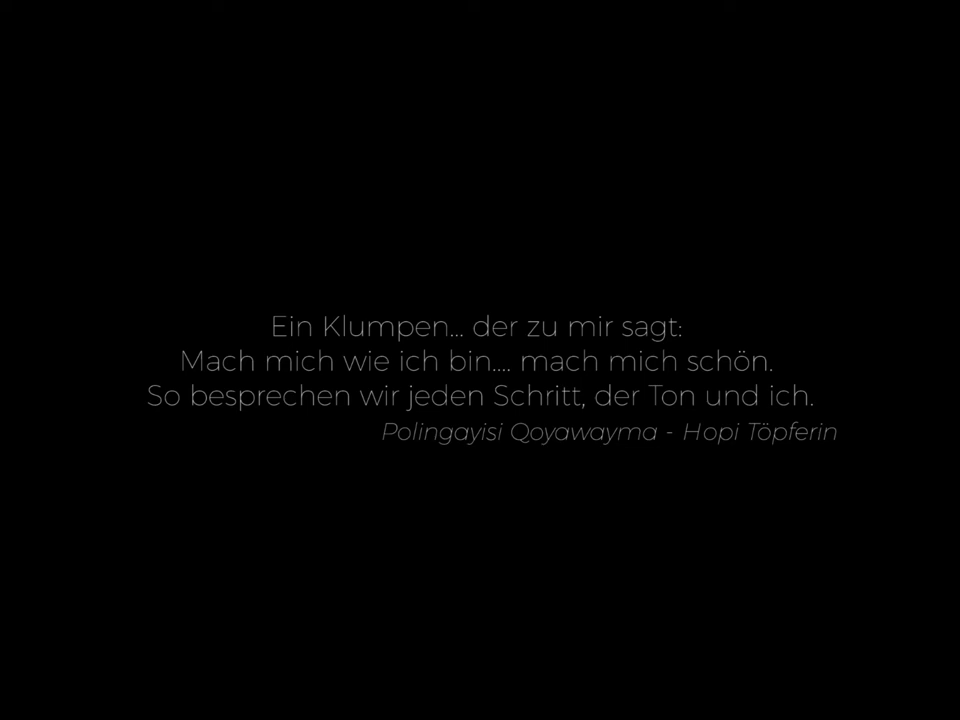 Ein Klumpen... der zu mir sagt:
Mach mich wie ich bin.... mach mich schön.
So besprechen wir jeden Schritt, der Ton und ich.
Polingayisi Qoyawayma - Hopi Töpferin